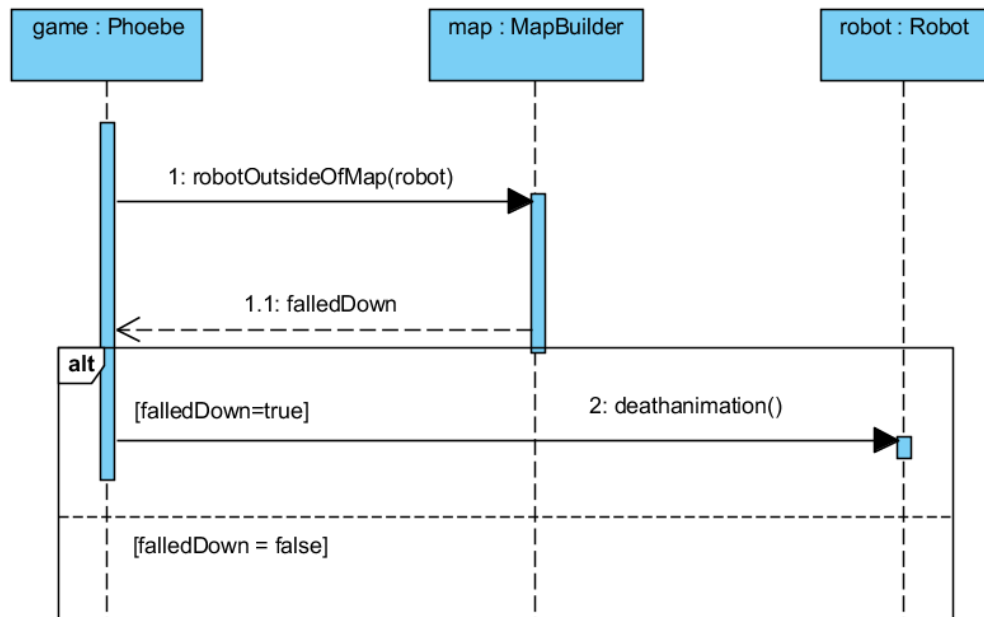 game : Phoebe
map : MapBuilder
robot : Robot
1: robotOutsideOfMap(robot)
1.1: falledDown
alt
[falledDown=true]
2: deathanimation()
[falledDown = false]